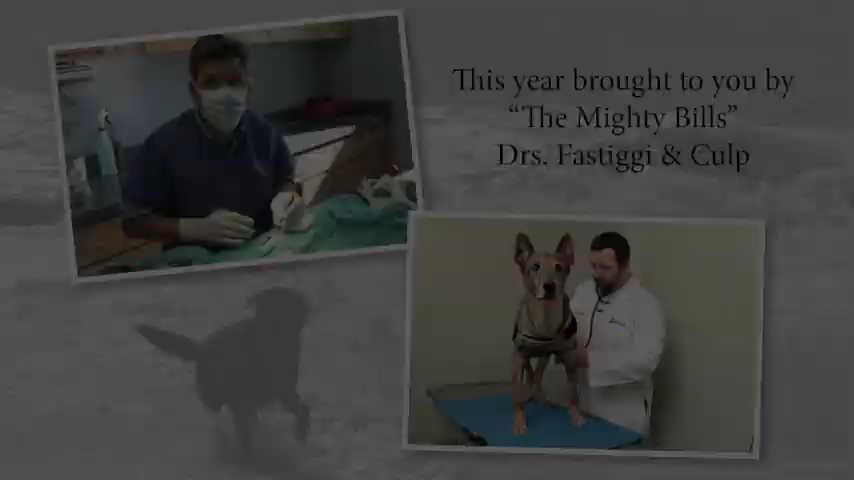 This year brought to you by
“The Mighty Bills”
Drs. Fastiggi & Culp